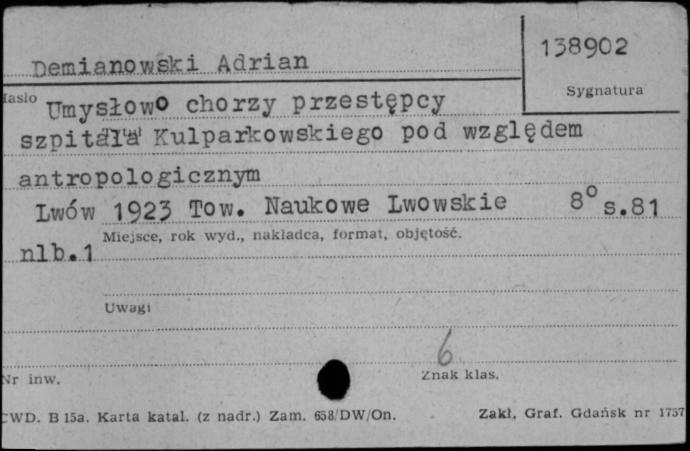 Demianowski Adrian
138902
Sygnatura
Hasło
Umysłowo chorzy przestępcy
szpitala Kulparkowskiego pod względem
antropologicznym
Lwów 1923 Tow. Naukowe Lwowskie 8° s.81
Miejsce, rok wyd., nakładca, format, objętość.
nlb.1
Uwagi
6
Nr inw.
Znak klas.
CWD. B 15a. Karta katal. (z nadr.) Zam. 658/DW/On.
Zakł. Graf. Gdańsk nr 1757